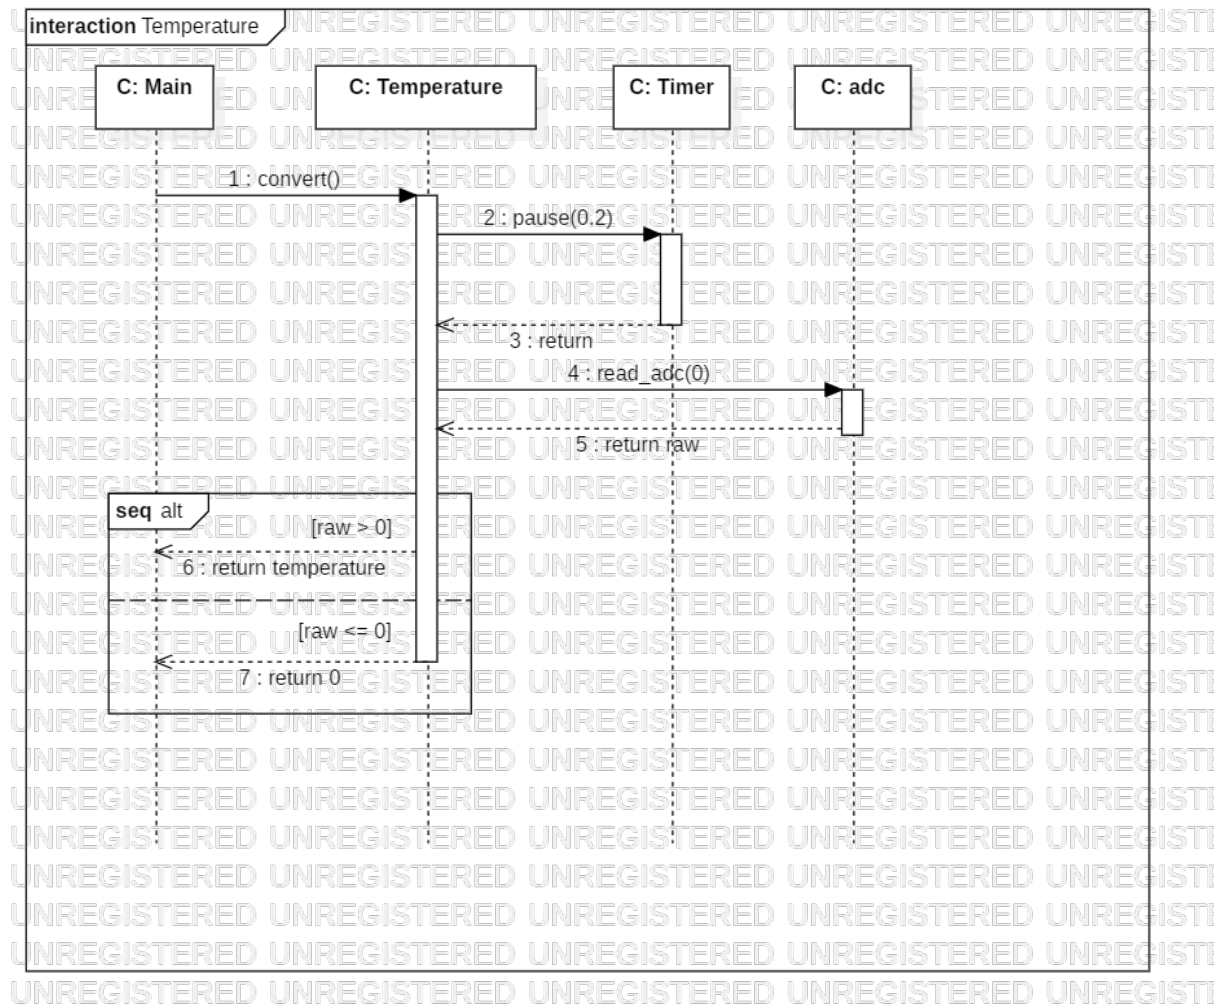 interaction Temperature
C: Main
C: Temperature
C: Timer
C: adc
1 : convert()
2 : pause(0.2)
3 : return
4 : read_adc(0)
5 : return raw
seq alt
[raw > 0]
6 : return temperature
[raw <= 0]
7 : return 0
UNREGISTERED